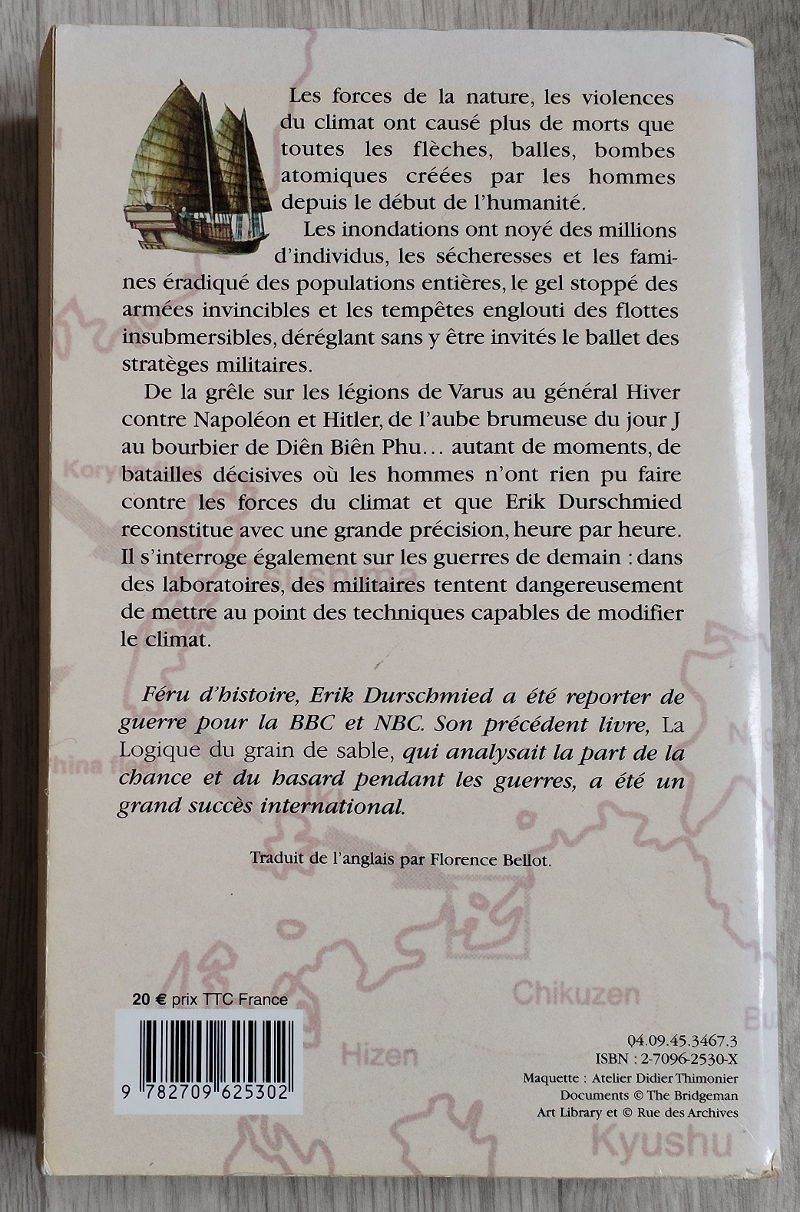 Les forces de la nature, les violences
du climat ont causé plus de morts que
toutes les flèches, balles, bombes
atomiques créées par les hommes
depuis le début de l'humanité.
Les inondations ont noyé des millions
d'individus, les sécheresses et les fami-
nes éradiqué des populations entières, le gel stoppé des
armées invincibles et les tempêtes englouti des flottes
insubmersibles, déréglant sans y être invités le ballet des
stratèges militaires.
De la grêle sur les légions de Varus au général Hiver
contre Napoléon et Hitler, de l'aube brumeuse du jour J
au bourbier de Diên Biên Phu... autant de moments, de
batailles décisives où les hommes n'ont rien pu faire
contre les forces du climat et que Erik Durschmied
reconstitue avec une grande précision, heure par heure.
Il s'interroge également sur les guerres de demain : dans
des laboratoires, des militaires tentent dangereusement
de mettre au point des techniques capables de modifier
le climat.
Féru d'histoire, Erik Durschmied a été reporter de
guerre pour la BBC et NBC. Son précédent livre, La
Logique du grain de sable, qui analysait la part de la
chance et du hasard pendant les guerres, a été un
grand succès international.
Traduit de l'anglais par Florence Bellot.
Tsushima
Iki
Chikuzen
Hizen
Kyushu
20 € prix TTC France
9 782709 625302
04.09.45.3467.3
ISBN : 2-7096-2530-X
Maquette : Atelier Didier Thimonier
Documents © The Bridgeman
Art Library et © Rue des Archives